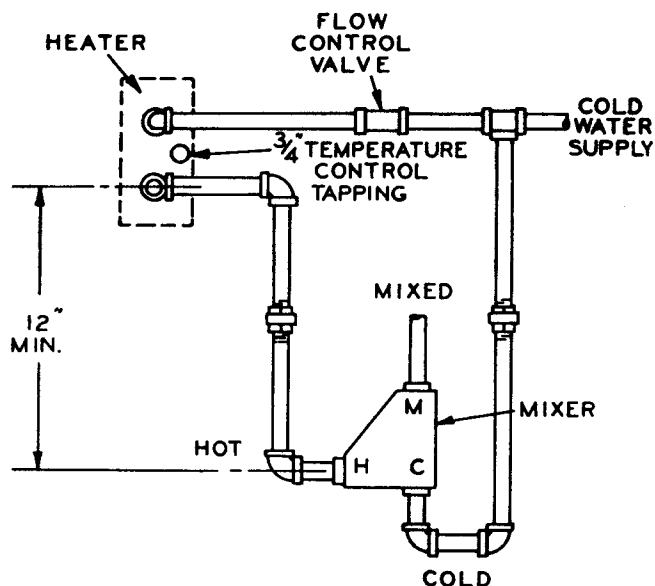 FLOW
CONTROL
VALVE
HEATER
COLD
WATER
SUPPLY
3/4" TEMPERATURE
CONTROL
TAPPING
12"
MIN.
MIXED
M
MIXER
HOT
H
C
COLD